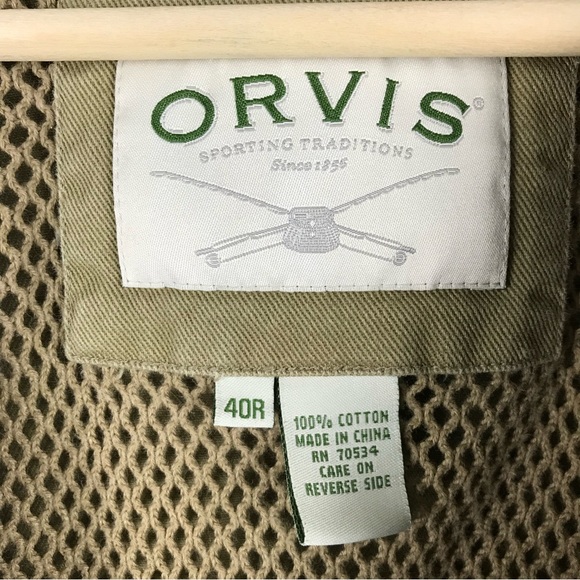 ORVIS®
SPORTING TRADITIONS
Since 1856
40R
100% COTTON
MADE IN CHINA
RN 70534
CARE ON
REVERSE SIDE